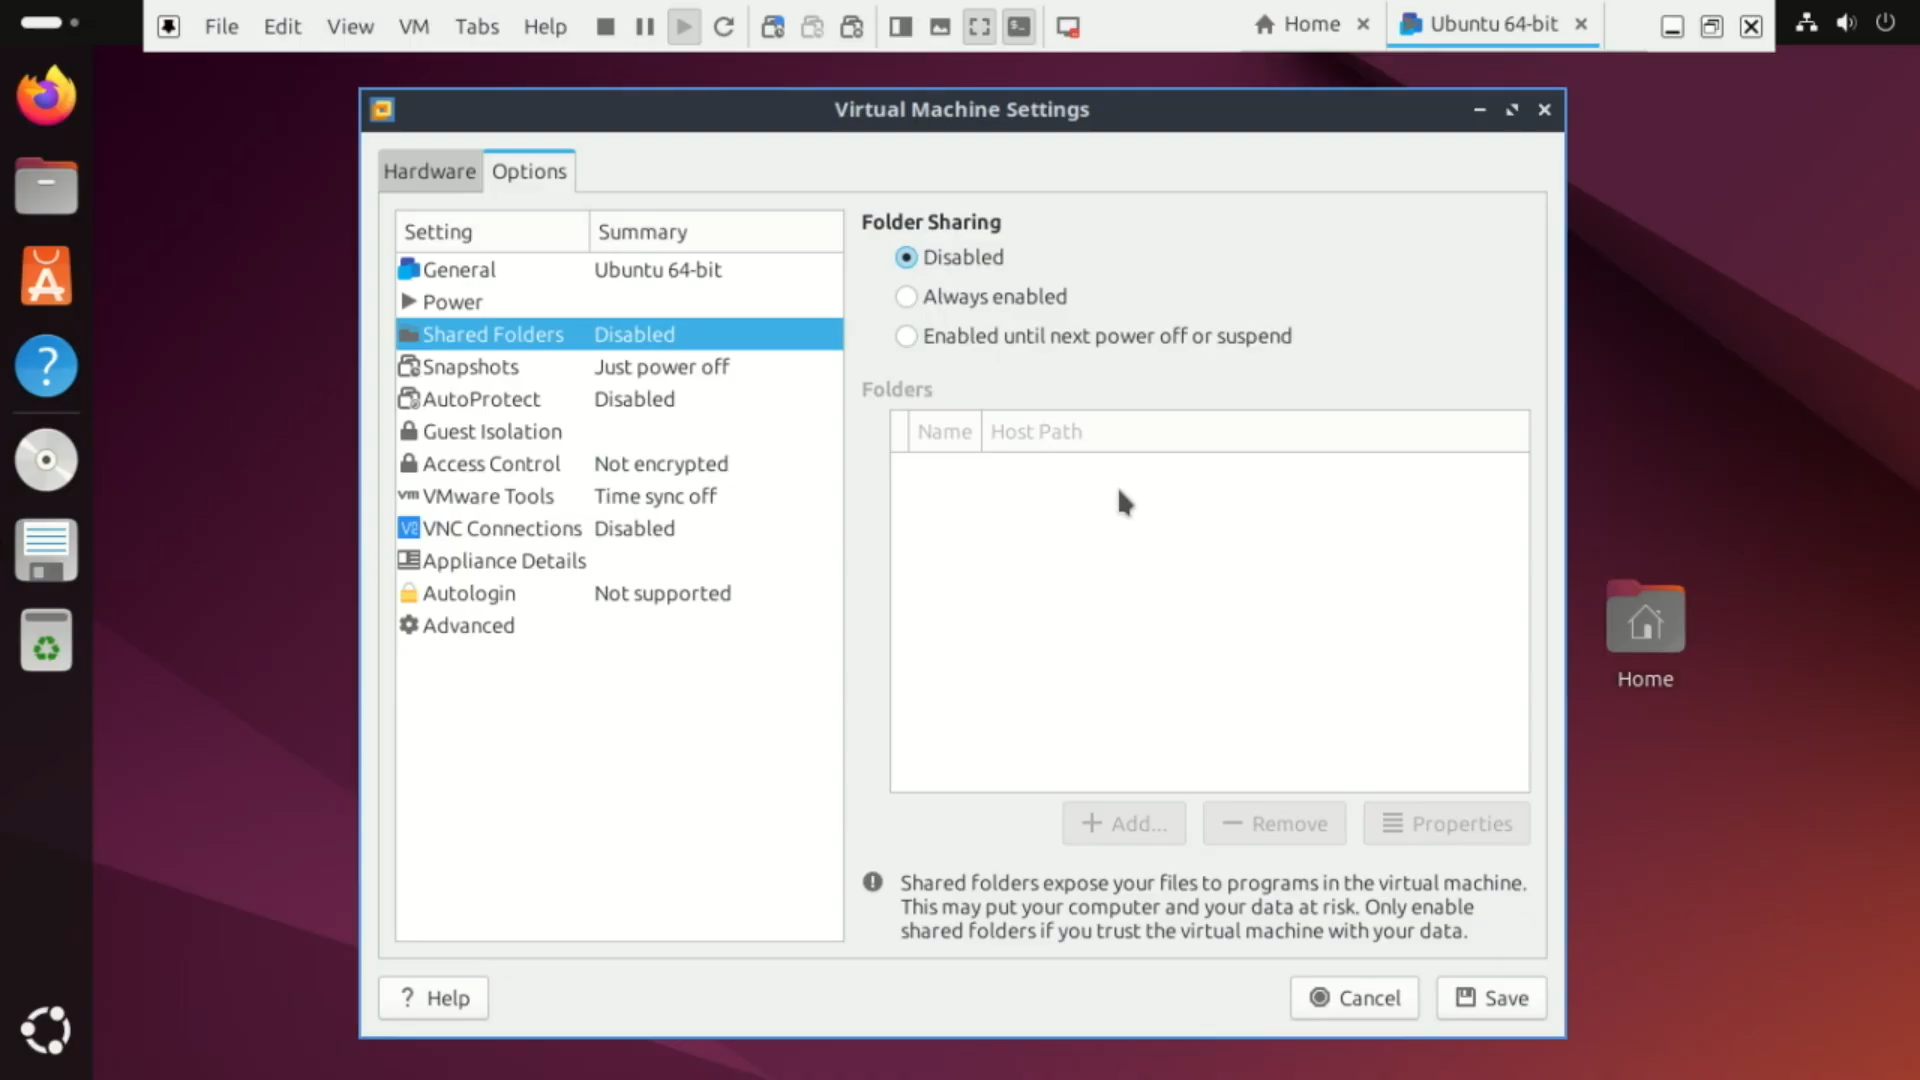 File Edit View VM Tabs Help
Home
Ubuntu 64-bit
Virtual Machine Settings
Hardware Options
Setting Summary
General Ubuntu 64-bit
Power
Shared Folders Disabled
Snapshots Just power off
AutoProtect Disabled
Guest Isolation
Access Control Not encrypted
vm VMware Tools Time sync off
VNC Connections Disabled
Appliance Details
Autologin Not supported
Advanced
Folder Sharing
Disabled
Always enabled
Enabled until next power off or suspend
Folders
Name Host Path
Add... Remove Properties
Shared folders expose your files to programs in the virtual machine.
This may put your computer and your data at risk. Only enable
shared folders if you trust the virtual machine with your data.
? Help
Cancel Save
Home